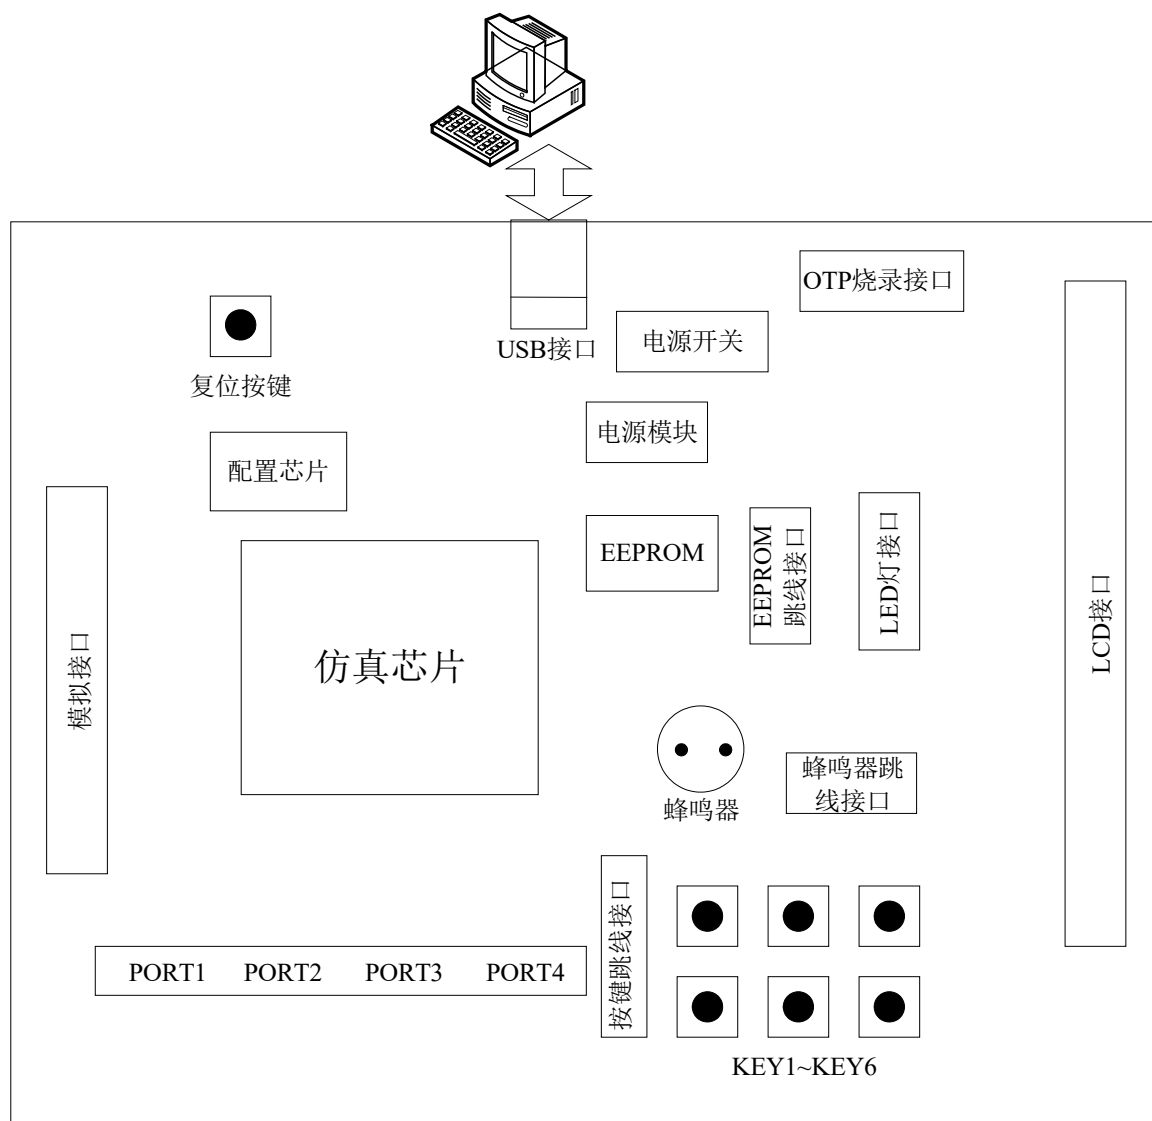 OTP烧录接口
USB接口
电源开关
复位按键
电源模块
配置芯片
EEPROM
EEPROM
跳线接口
LED灯接口
LCD接口
模拟接口
仿真芯片
蜂鸣器
蜂鸣器跳
线接口
按键跳线接口
PORT1 PORT2 PORT3 PORT4
KEY1~KEY6